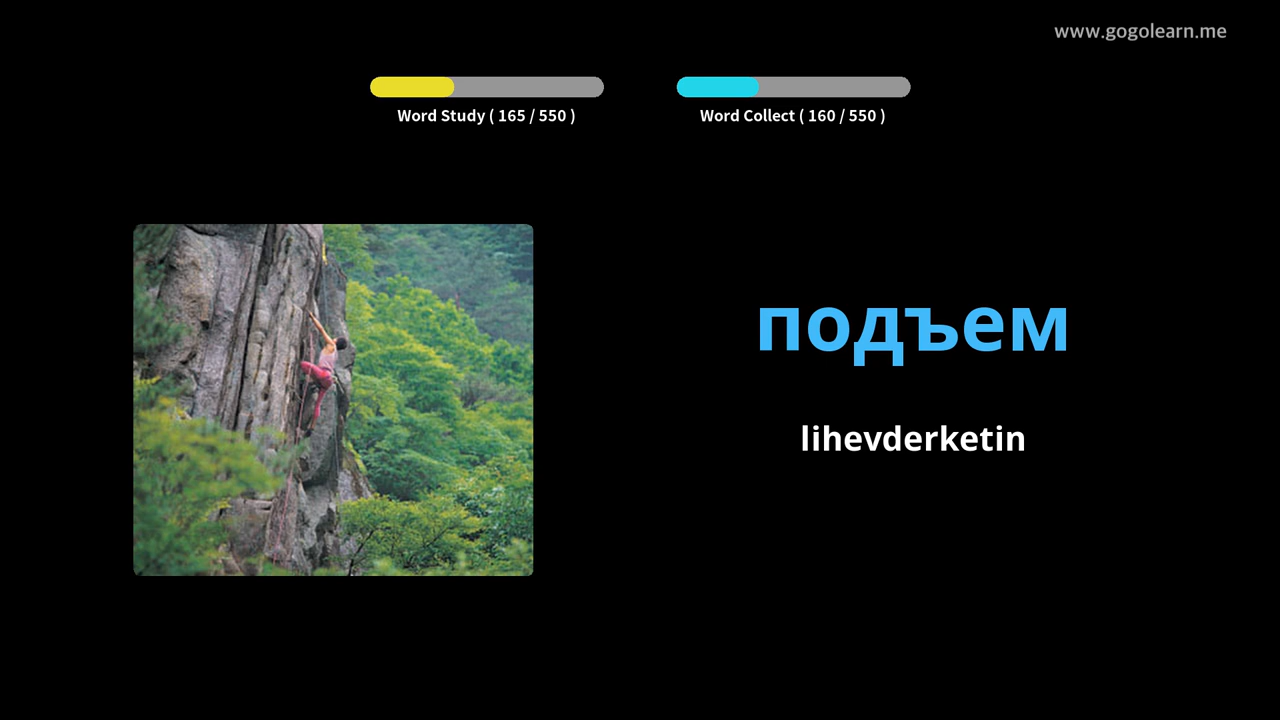 www.gogolearn.me
Word Study ( 165 / 550 )
Word Collect ( 160 / 550 )
подъем
lihevderketin